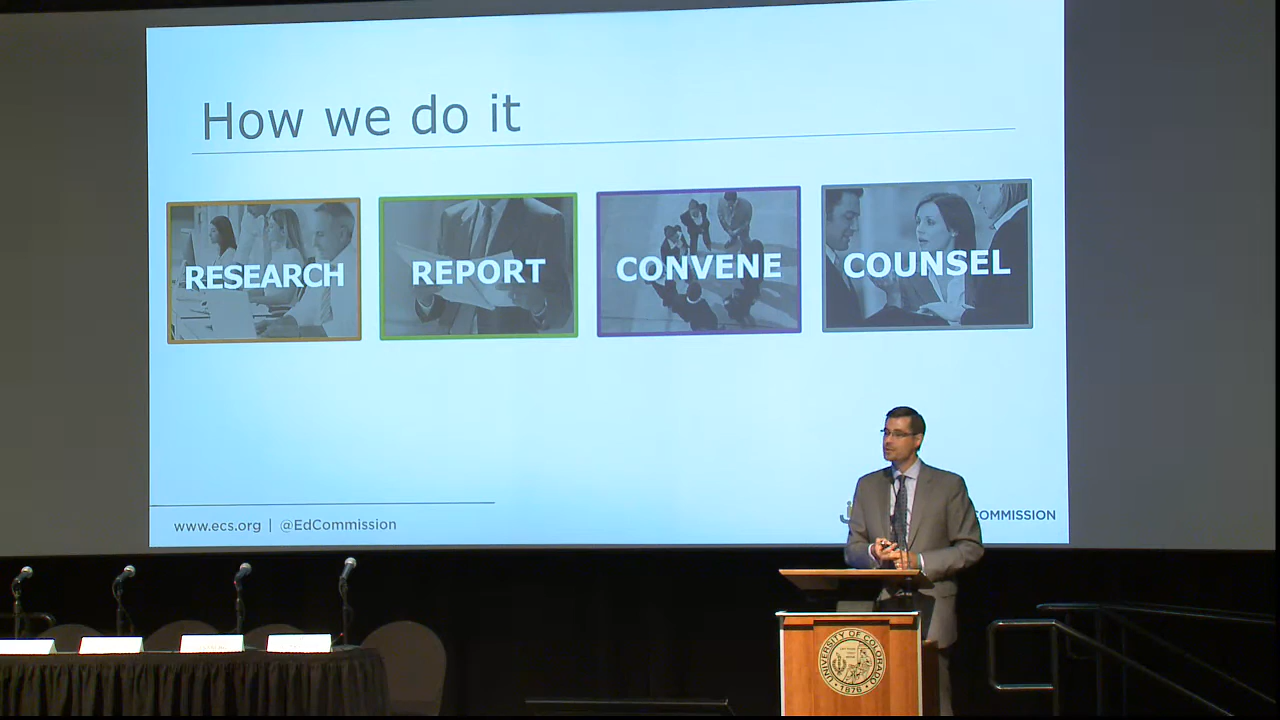 How we do it
RESEARCH
REPORT
CONVENE
COUNSEL
www.ecs.org | @EdCommission
COMMISSION
UNIVERSITY OF COLORADO
1876